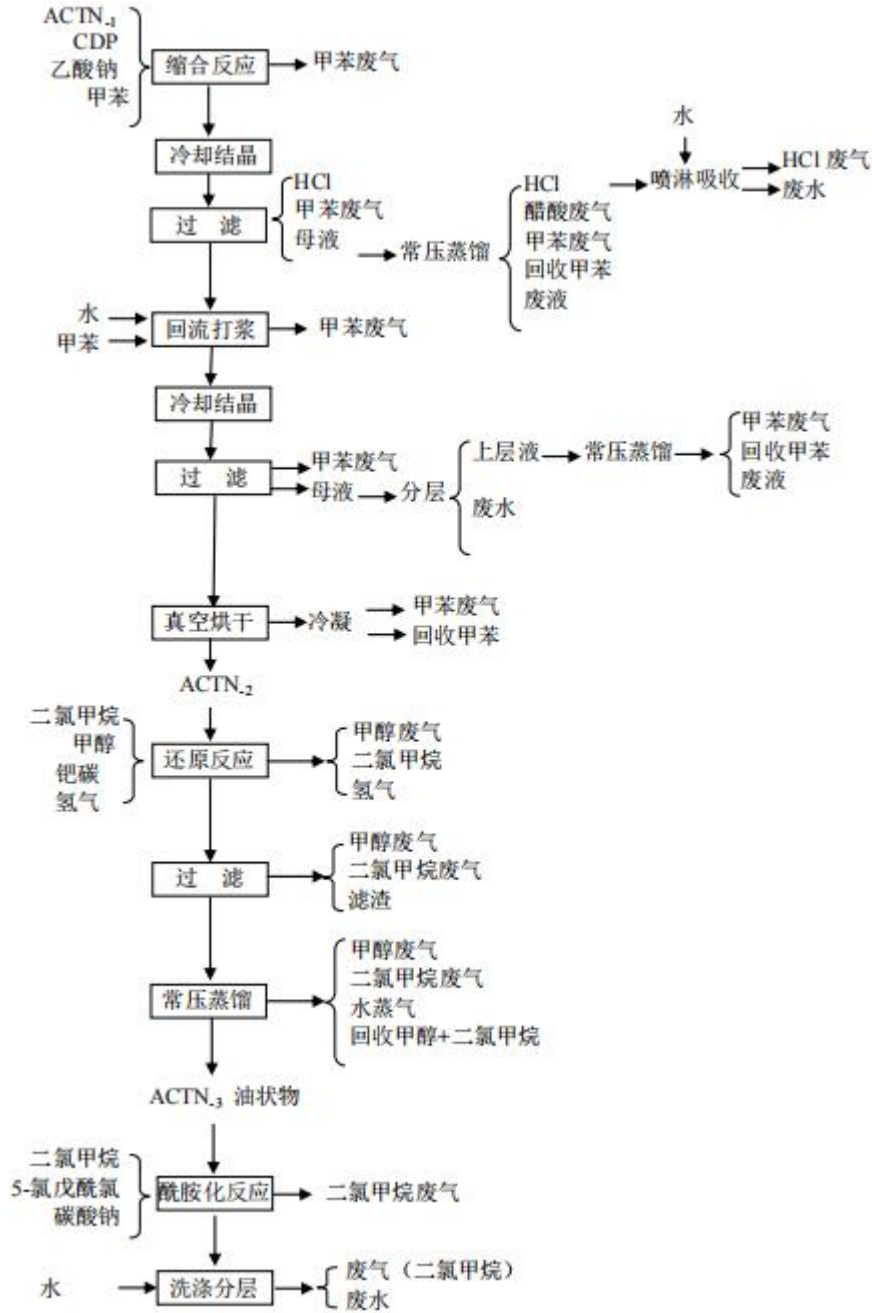 ACTN-1
CDP
乙酸钠
甲苯
缩合反应
甲苯废气
冷却结晶
过 滤
HCl
甲苯废气
母液
常压蒸馏
HCl
醋酸废气
甲苯废气
回收甲苯
废液
水
喷淋吸收
HCl 废气
废水
水
甲苯
回流打浆
甲苯废气
冷却结晶
过 滤
甲苯废气
母液
分层
上层液
废水
常压蒸馏
甲苯废气
回收甲苯
废液
真空烘干
冷凝
甲苯废气
回收甲苯
ACTN-2
二氯甲烷
甲醇
钯碳
氢气
还原反应
甲醇废气
二氯甲烷
氢气
过 滤
甲醇废气
二氯甲烷废气
滤渣
常压蒸馏
甲醇废气
二氯甲烷废气
水蒸气
回收甲醇+二氯甲烷
ACTN-3 油状物
二氯甲烷
5-氯戊酰氯
碳酸钠
酰胺化反应
二氯甲烷废气
水
洗涤分层
废气（二氯甲烷）
废水